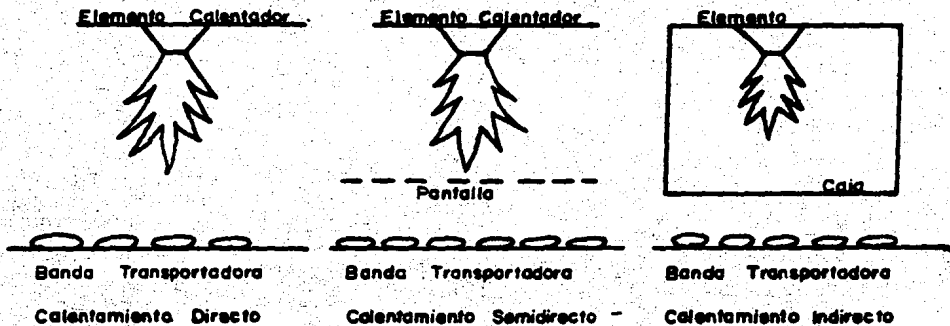 Elemento Calentador
Elemento Calentador
Elemento
Pantalla
Caja
Banda Transportadora
Banda Transportadora
Banda Transportadora
Calentamiento Directo
Calentamiento Semidirecto -
Calentamiento Indirecto